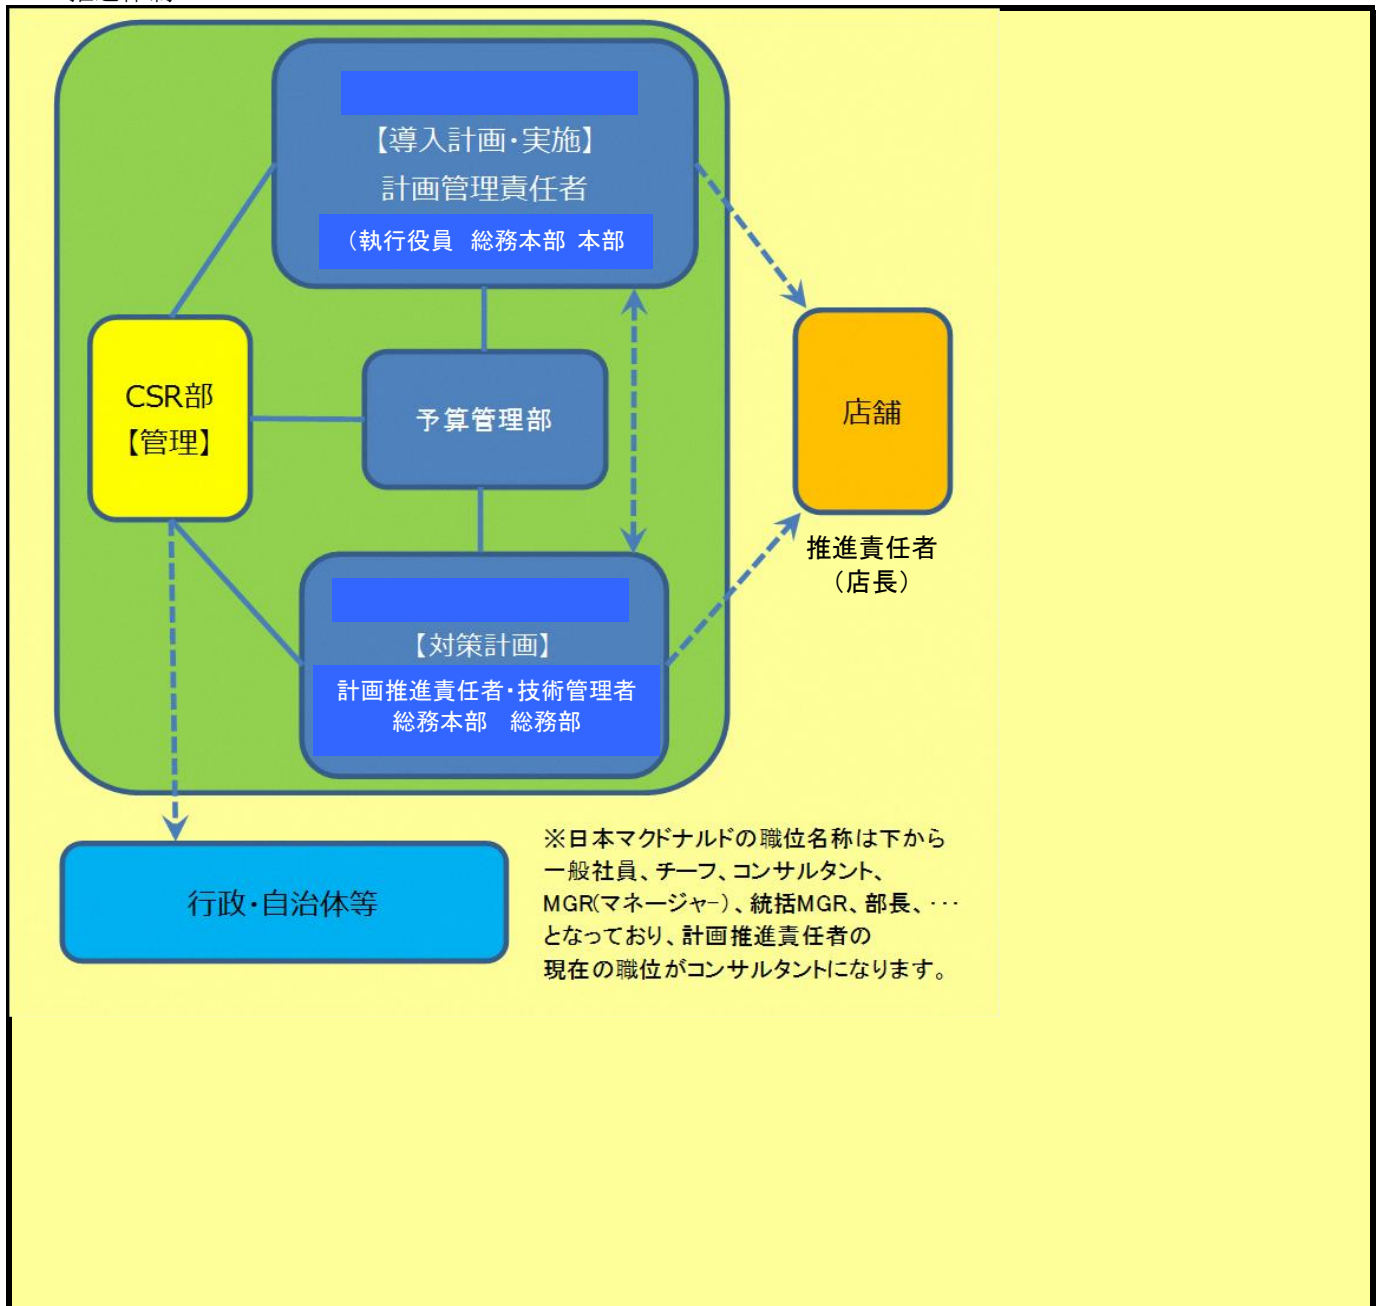 【導入計画・実施】
計画管理責任者
（執行役員　総務本部 本部
CSR部
【管理】
予算管理部
店舗
推進責任者
（店長）
【対策計画】
計画推進責任者・技術管理者
総務本部　総務部
行政・自治体等
※日本マクドナルドの職位名称は下から
一般社員、チーフ、コンサルタント、
MGR(マネージャー)、統括MGR、部長、・・・
となっており、計画推進責任者の
現在の職位がコンサルタントになります。